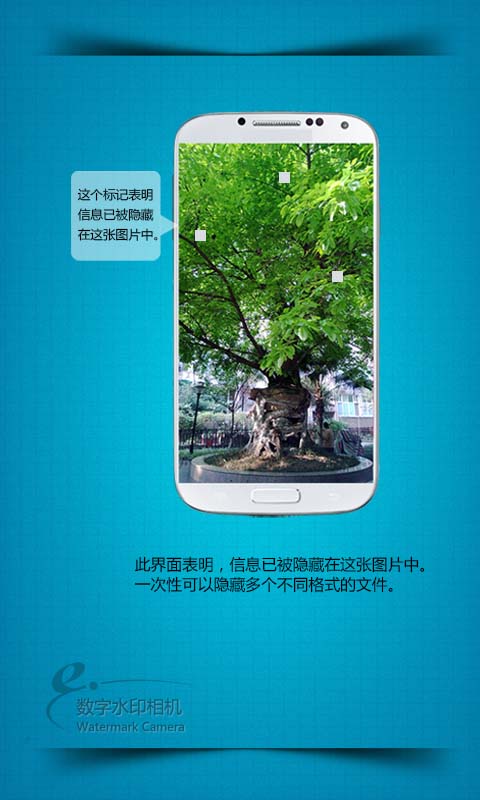 这个标记表明
信息已被隐藏
在这张图片中。
此界面表明，信息已被隐藏在这张图片中。
一次性可以隐藏多个不同格式的文件。
数字水印相机
Watermark Camera